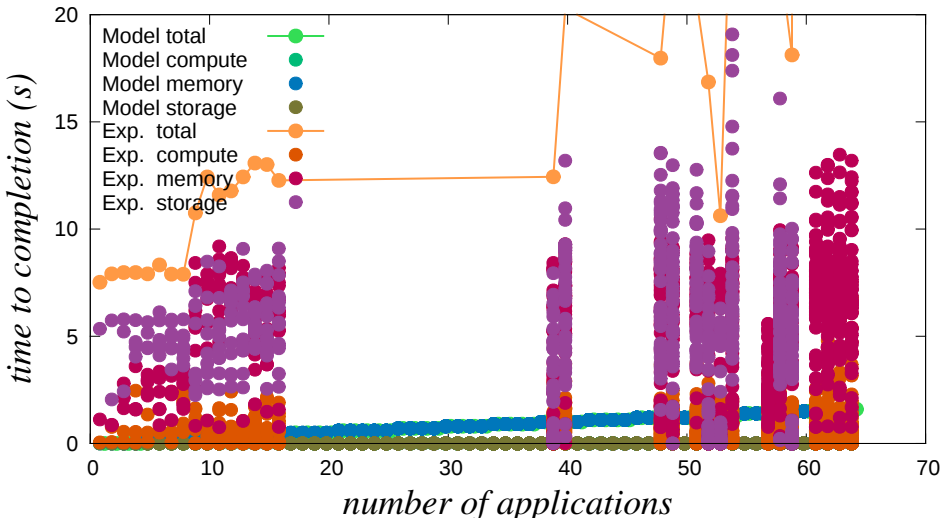 20
15
10
5
0
time to completion (s)
Model total
Model compute
Model memory
Model storage
Exp. total
Exp. compute
Exp. memory
Exp. storage
0 10 20 30 40 50 60 70
number of applications